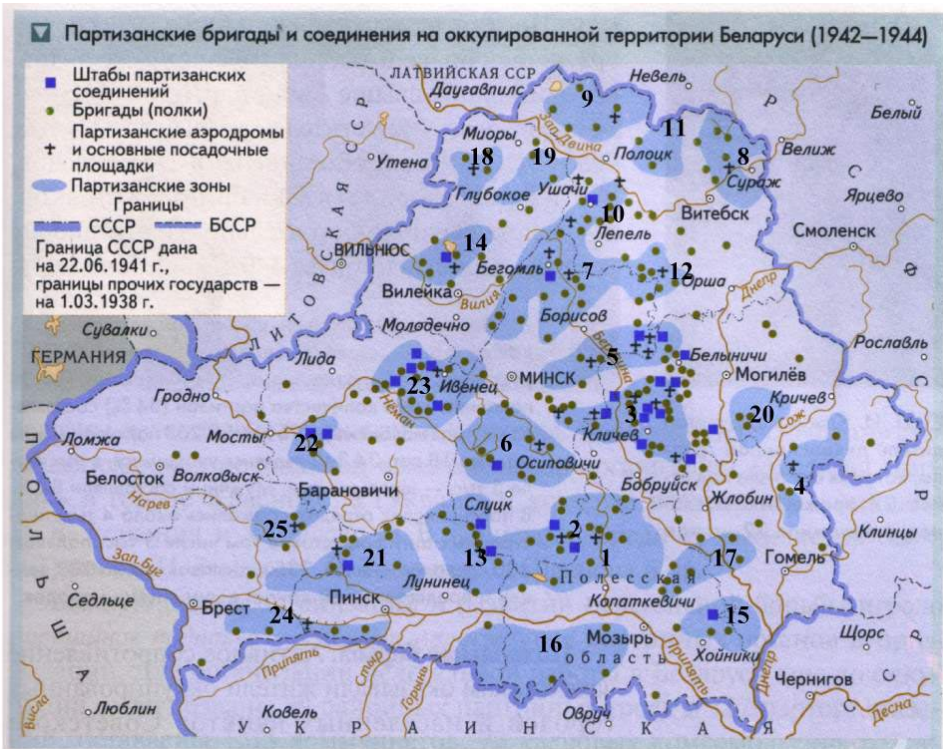 Партизанские бригады и соединения на оккупированной территории Беларуси (1942—1944)
Штабы партизанских
соединений
Бригады (полки)
Партизанские аэродромы
и основные посадочные
площадки
Партизанские зоны
Границы
СССР
БССР
Граница СССР дана
на 22.06.1941 г.,
границы прочих государств —
на 1.03.1938 г.
ЛАТВИЙСКАЯ ССР
Даугавпилс
Невель
Белый
Р
9
11
Миоры
Зап. Двина
Полоцк
8
Велиж
Утена
18
19
Сураж
С
Глубокое
Ушачи
Ярцево
10
Витебск
Лепель
Смоленск
Ф
ЛИТОВСКАЯ ССР
ВИЛЬНЮС
14
Бегомль
7
12
Орша
Днепр
Вилейка
Вилия
Молодечно
Борисов
Сувалки
ГЕРМАНИЯ
Рославль
С
Лида
Березина
5
Белыничи
МИНСК
Могилёв
23
Ивенец
Гродно
Неман
Кричев
3
20
Сож
Мосты
22
6
Кличев
Ломжа
Белосток
Волковыск
Осиповичи
Барановичи
Бобруйск
4
Нарев
Слуцк
Жлобин
Р
25
Клинцы
2
21
13
1
17
Зап. Буг
Гомель
Полесская
Лунинец
Седльце
Брест
Пинск
Копаткевичи
24
15
Щорс
16
Мозырь
область
Хойники
Припять
Стыр
Горынь
Припять
Днепр
Чернигов
Висла
Люблин
Ковель
Овруч
Десна
ПОЛЬША
УКРАИНСКАЯ
С
С
Р